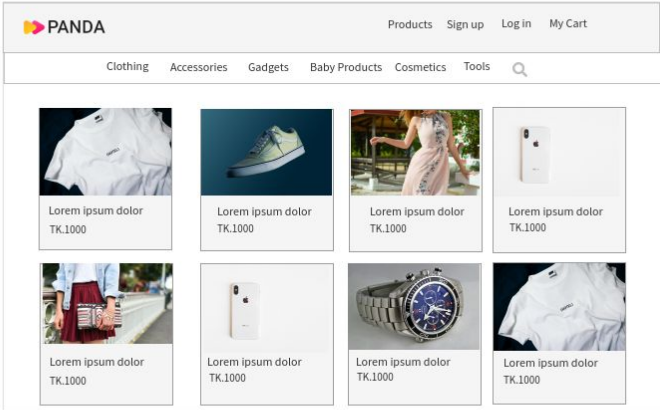 PANDA
Products Sign up Log in My Cart
Clothing Accessories Gadgets Baby Products Cosmetics Tools
Lorem ipsum dolor Lorem ipsum dolor Lorem ipsum dolor Lorem ipsum dolor
TK.1000 TK.1000 TK.1000 TK.1000
Lorem ipsum dolor Lorem ipsum dolor Lorem ipsum dolor Lorem ipsum dolor
TK.1000 TK.1000 TK.1000 TK.1000